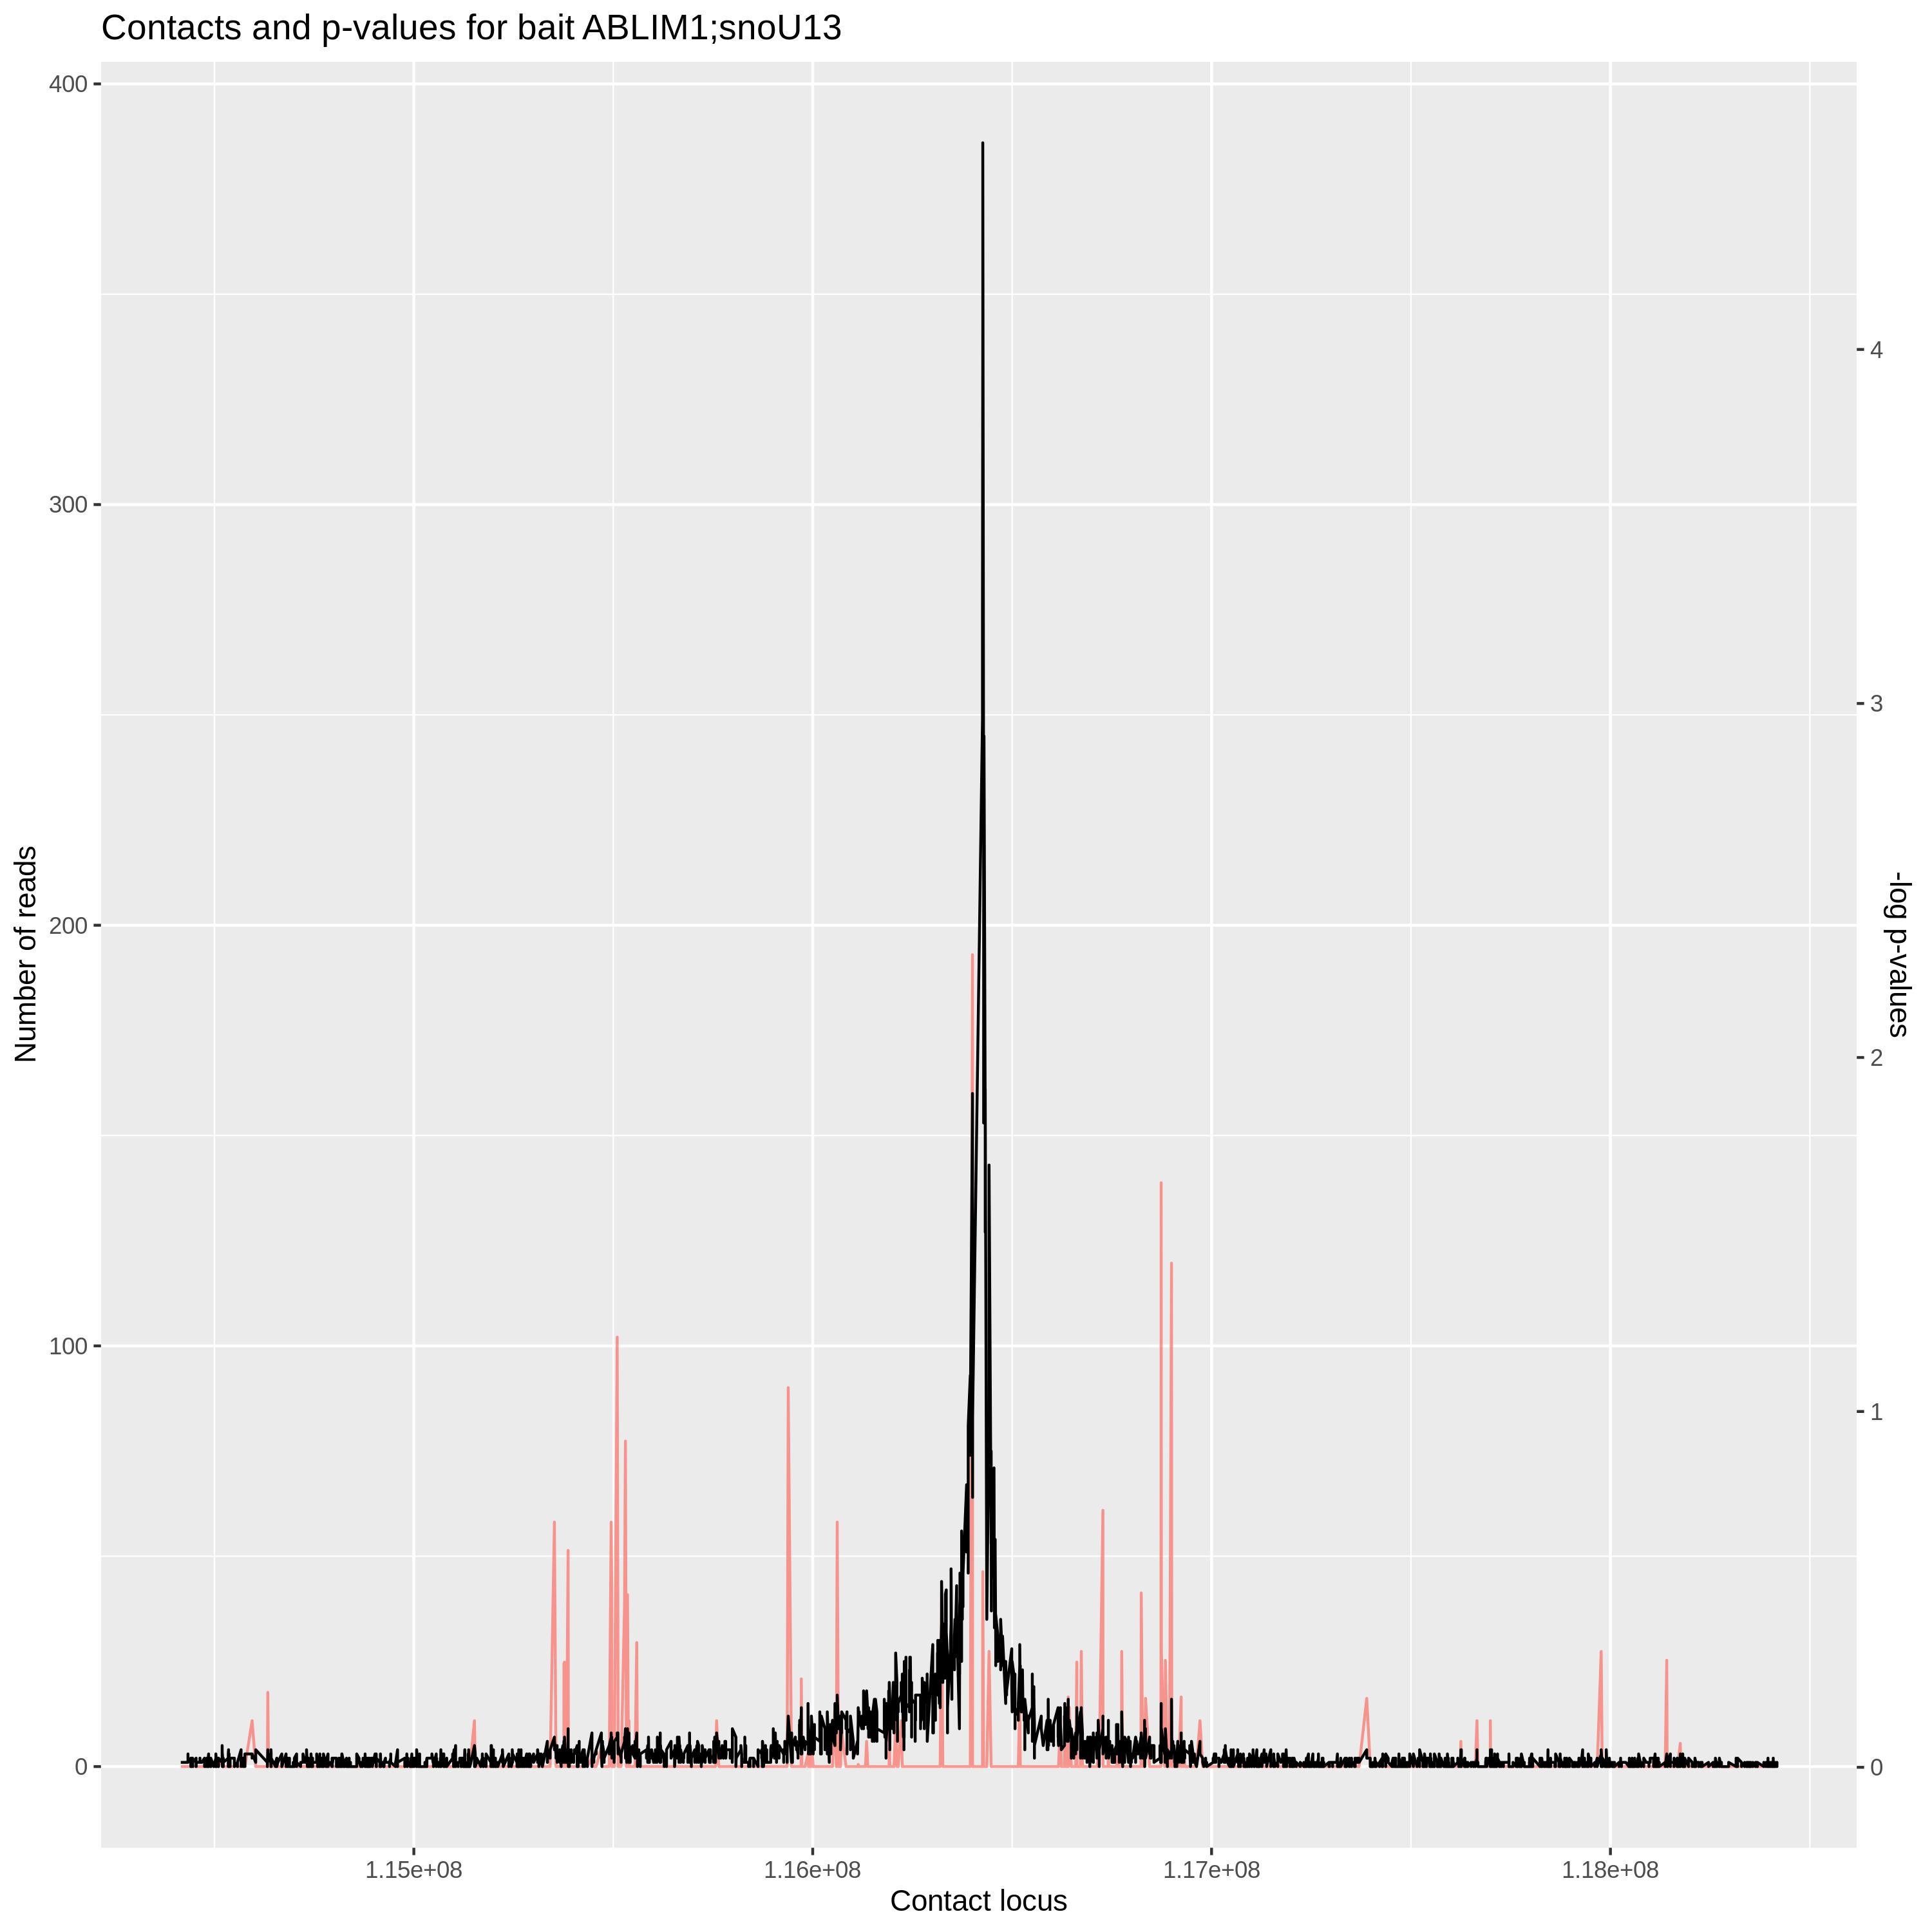 Contacts and p-values for bait ABLIM1;snoU13
400
300
200
100
0
Number of reads
4
3
2
1
0
-log p-values
1.15e+08
1.16e+08
1.17e+08
1.18e+08
Contact locus